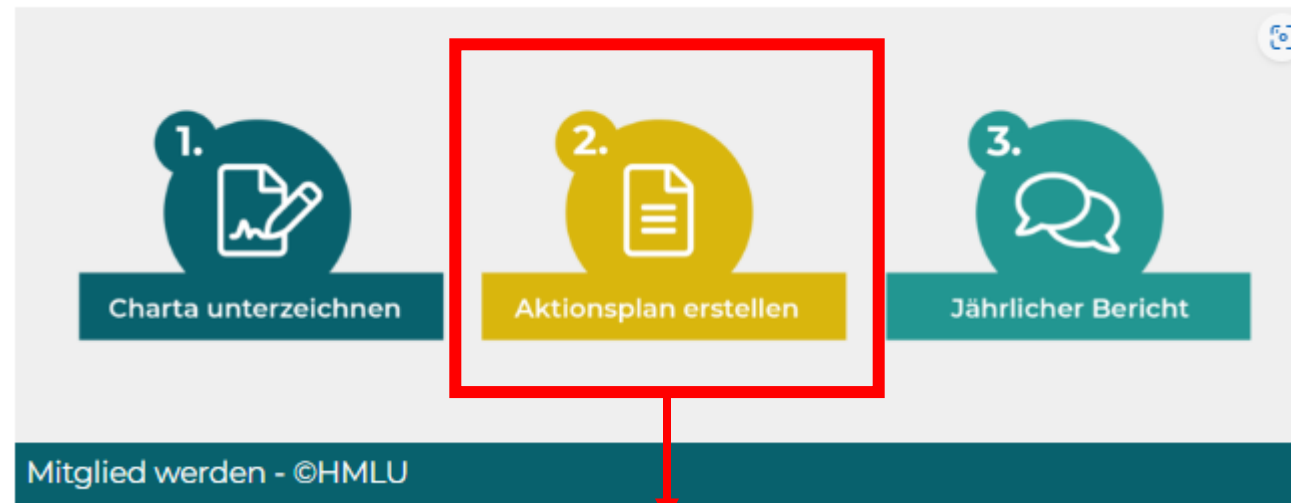 1.
Charta unterzeichnen
2.
Aktionsplan erstellen
3.
Jährlicher Bericht
Mitglied werden - ©HMLU